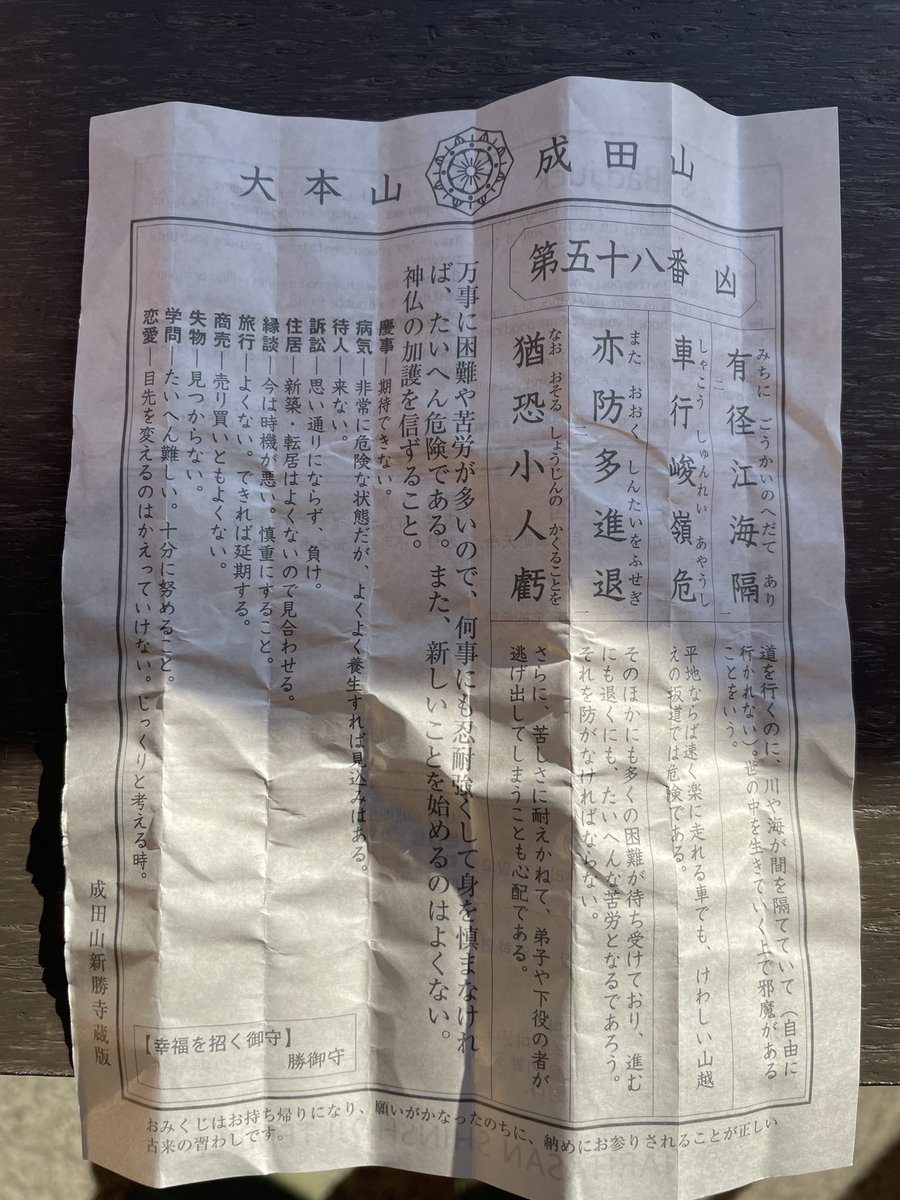 大本山 成田山
第五十八番 凶
有径江海隔
みちに ごうかいのへだて あり
二 一
道を行くのに、川や海が間を隔てていて(自由に
行かれない)。世の中を生きていく上で邪魔がある
ことをいう。
車行峻嶺危
しゃこう しゅんれい あやうし
平地ならば速く楽に走れる車でも、けわしい山越
えの坂道では危険である。
亦防多進退
また おおく しんたいをふせぎ
二 一
そのほかにも多くの困難が待ち受けており、進む
にも退くにも、たいへんな苦労となるであろう。
それを防がなければならない。
猶恐小人虧
なお おそる しょうじんの かくることを
さらに、苦しさに耐えかねて、弟子や下役の者が
逃げ出してしまうことも心配である。
万事に困難や苦労が多いので、何事にも忍耐強くして身を慎まなけれ
ば、たいへん危険である。また、新しいことを始めるのはよくない。
神仏の加護を信ずること。
慶事―期待できない。
病気―非常に危険な状態だが、よくよく養生すれば見込みはある。
待人―来ない。
訴訟―思い通りにならず、負け。
住居―新築・転居はよくないので見合わせる。
縁談―今は時機が悪い。慎重にすること。
旅行―よくない。できれば延期する。
商売―売り買いともよくない。
失物―見つからない。
学問―たいへん難しい。十分に努めること。
恋愛―目先を変えるのはかえっていけない。じっくりと考える時。
【幸福を招く御守】
勝御守
成田山新勝寺蔵版
おみくじはお持ち帰りになり、願いがかなったのちに、納めにお参りされることが正しい
古来の習わしです。